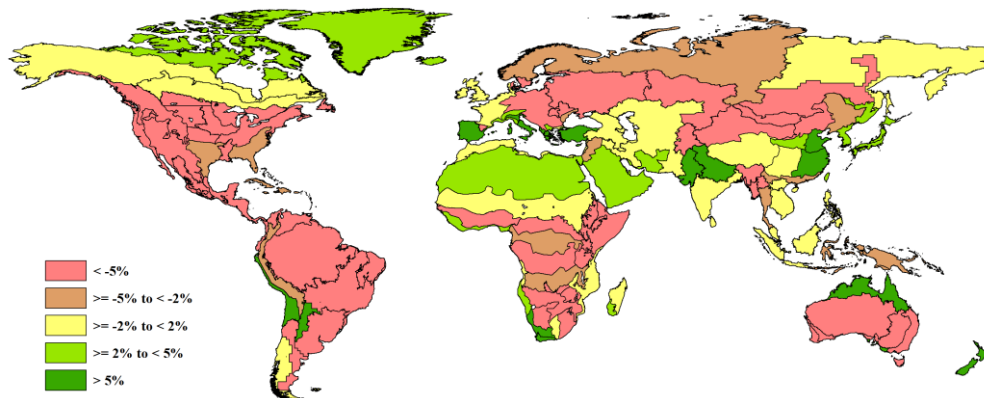 < -5%
>= -5% to < -2%
>= -2% to < 2%
>= 2% to < 5%
> 5%